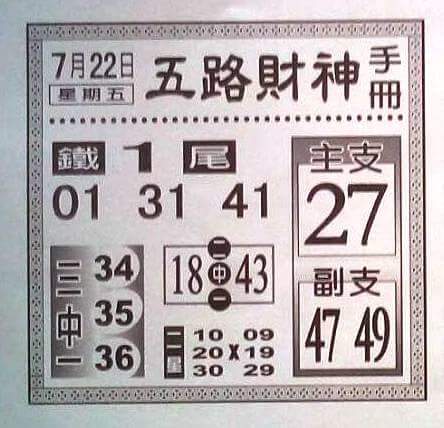 7月22日
星期五
五路財神
手冊
鐵 1 尾
01 31 41
主支
27
三中一
34
35
36
二中一
18 43
副支
47 49
10 09
20 X 19
30 29